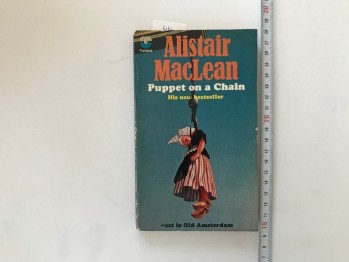 Alistair
MacLean
Puppet on a Chain
His new bestseller
—set in Old Amsterdam